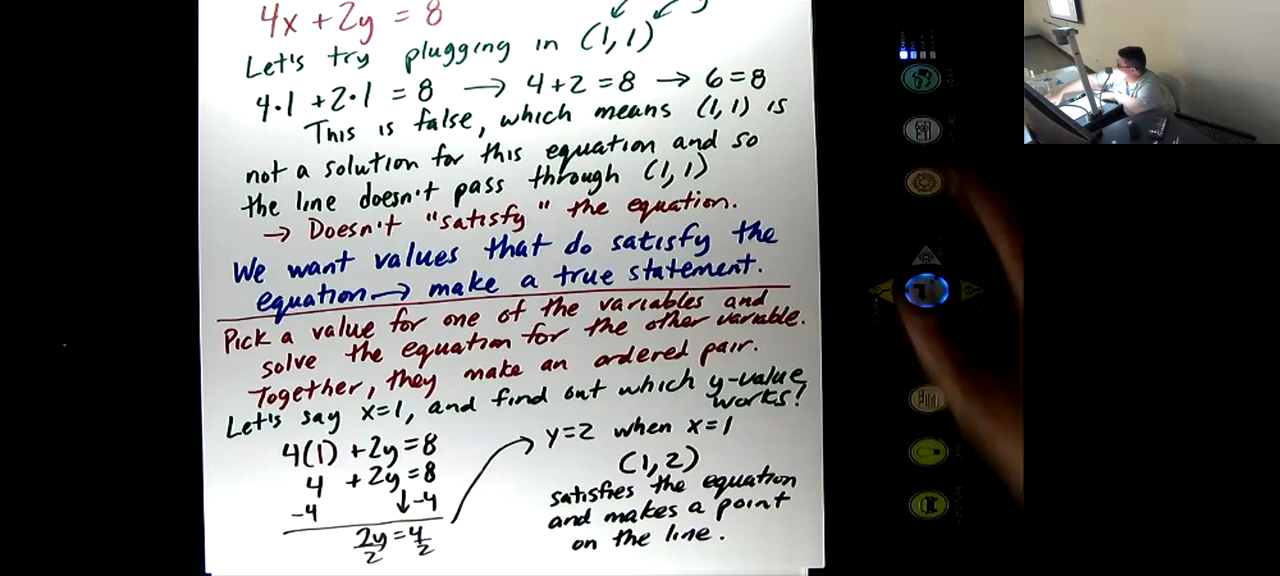 4x + 2y = 8
Let's try plugging in (1,1)
4·1 + 2·1 = 8 → 4+2 = 8 → 6 = 8
This is false, which means (1,1) is
not a solution for this equation and so
the line doesn't pass through (1,1)
→ Doesn't "satisfy" the equation.
We want values that do satisfy the
equation → make a true statement.
Pick a value for one of the variables and
solve the equation for the other variable.
Together, they make an ordered pair.
Let's say x=1, and find out which y-value
works?
4(1) + 2y = 8
4 + 2y = 8
-4 ↓ -4
2y/2 = 4/2
y=2 when x=1
(1,2)
satisfies the equation
and makes a point
on the line.